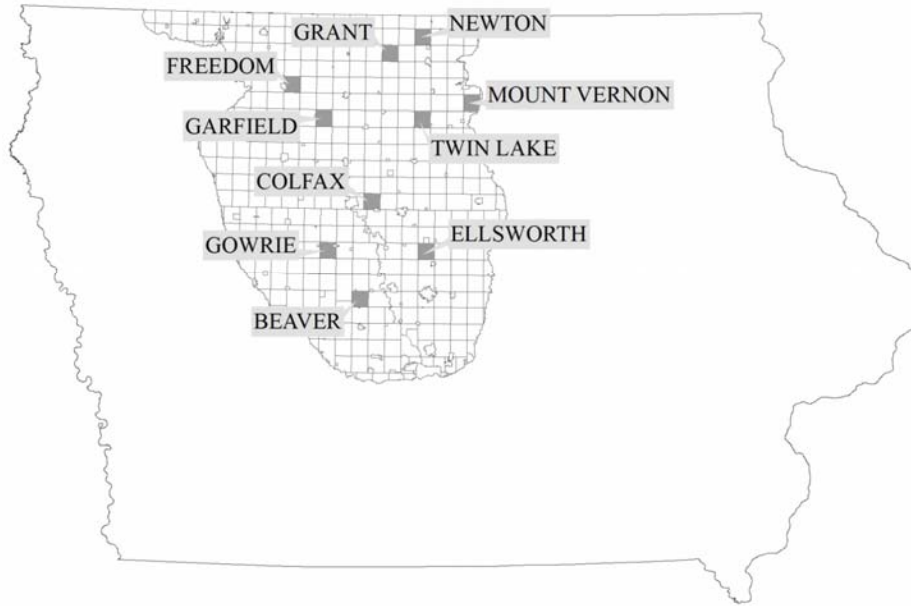 NEWTON
GRANT
FREEDOM
MOUNT VERNON
GARFIELD
TWIN LAKE
COLFAX
ELLSWORTH
GOWRIE
BEAVER